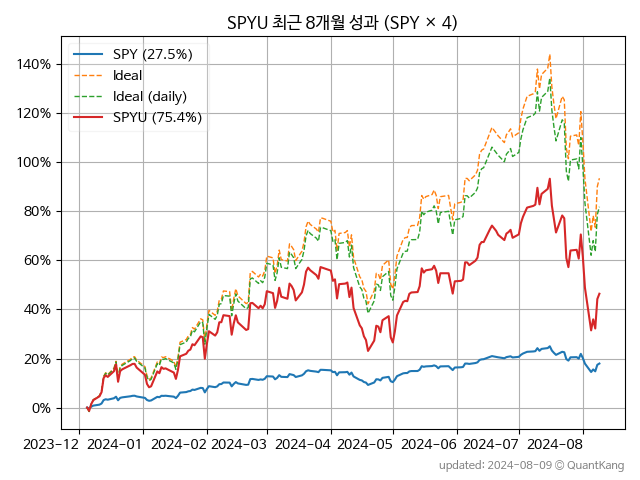 SPYU 최근 8개월 성과 (SPY × 4)
SPY (27.5%)
Ideal
Ideal (daily)
SPYU (75.4%)
140%
120%
100%
80%
60%
40%
20%
0%
2023-12 2024-01 2024-02 2024-03 2024-04 2024-05 2024-06 2024-07 2024-08
updated: 2024-08-09 © QuantKang